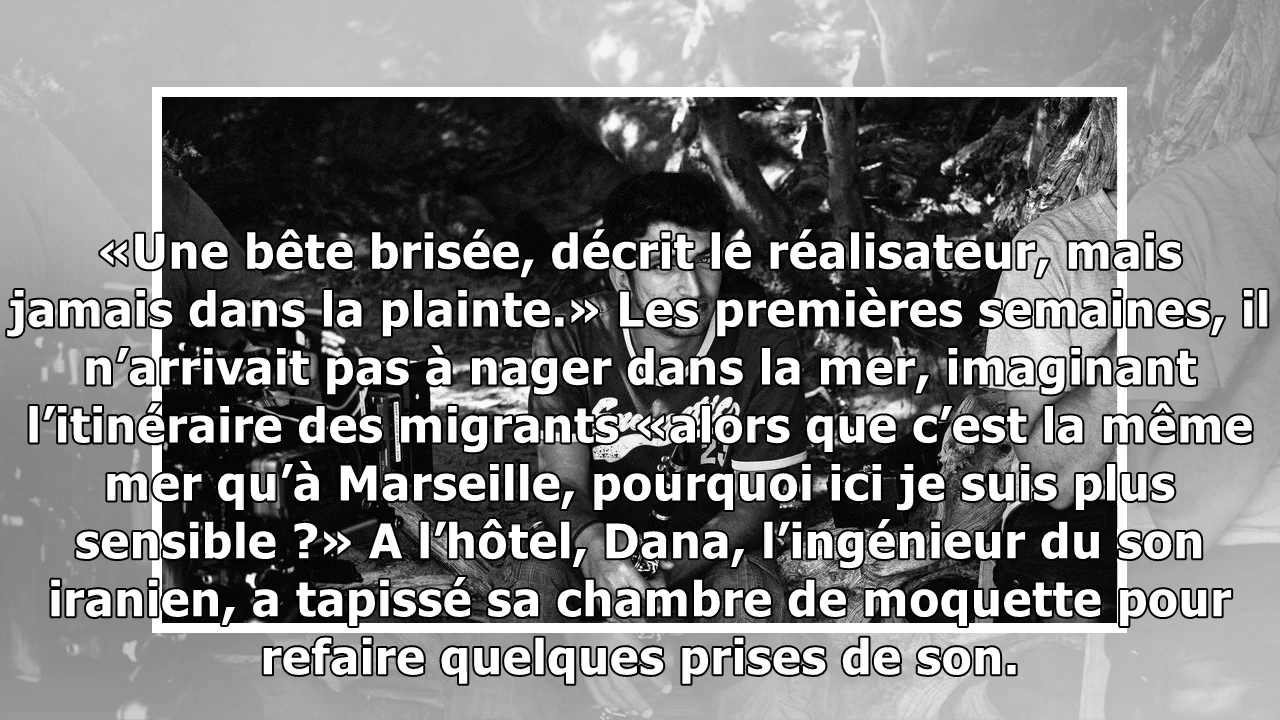 «Une bête brisée, décrit le réalisateur, mais
jamais dans la plainte.» Les premières semaines, il
n’arrivait pas à nager dans la mer, imaginant
l’itinéraire des migrants «alors que c’est la même
mer qu’à Marseille, pourquoi ici je suis plus
sensible ?» A l’hôtel, Dana, l’ingénieur du son
iranien, a tapissé sa chambre de moquette pour
refaire quelques prises de son.
23